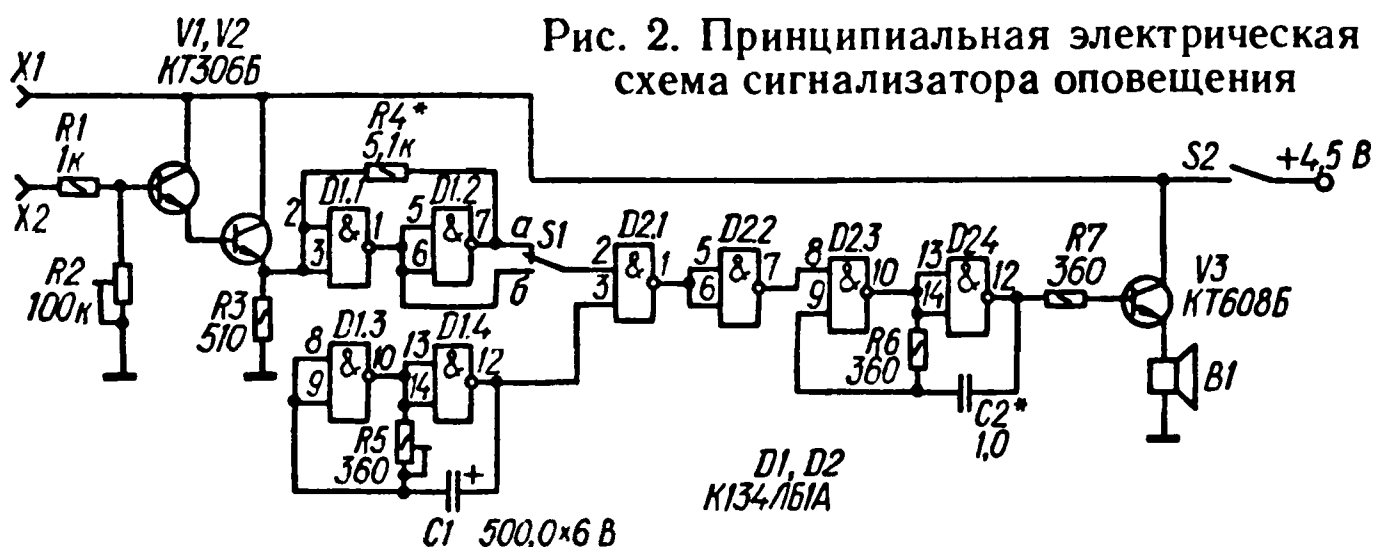 Рис. 2. Принципиальная электрическая
схема сигнализатора оповещения
V1, V2
КТ306Б
X1
R1
1к
X2
R2
100к
R3
510
R4*
5,1к
D1.1
2
3
&
1
D1.2
5
6
&
7
а
S1
б
D1.3
8
9
&
10
D1.4
13
14
&
12
R5
360
C1
+
500,0×6 В
D2.1
2
3
&
1
D2.2
5
6
&
7
D2.3
8
9
&
10
D2.4
13
14
&
12
R6
360
C2*
1,0
R7
360
S2
+4,5 В
V3
КТ608Б
B1
D1, D2
К134ЛБ1А